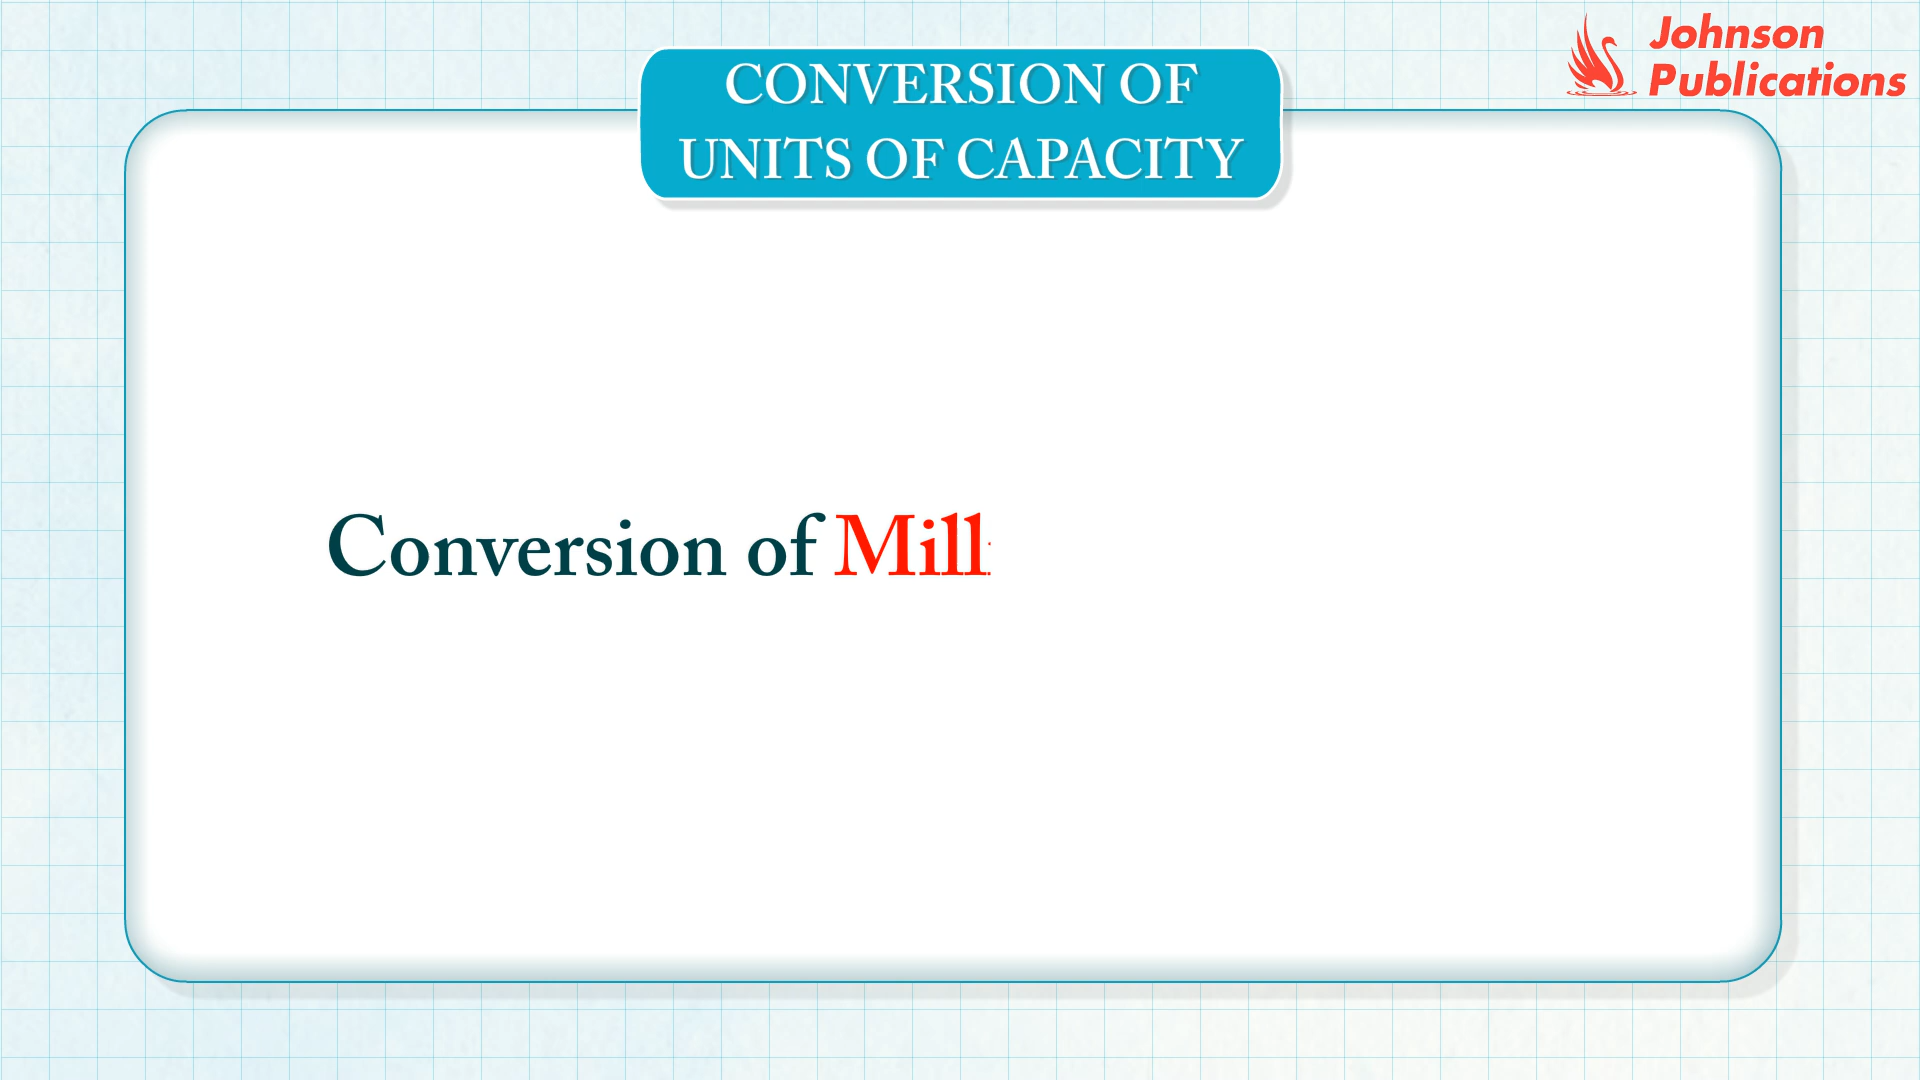 CONVERSION OF
UNITS OF CAPACITY
Johnson
Publications
Conversion of Mill